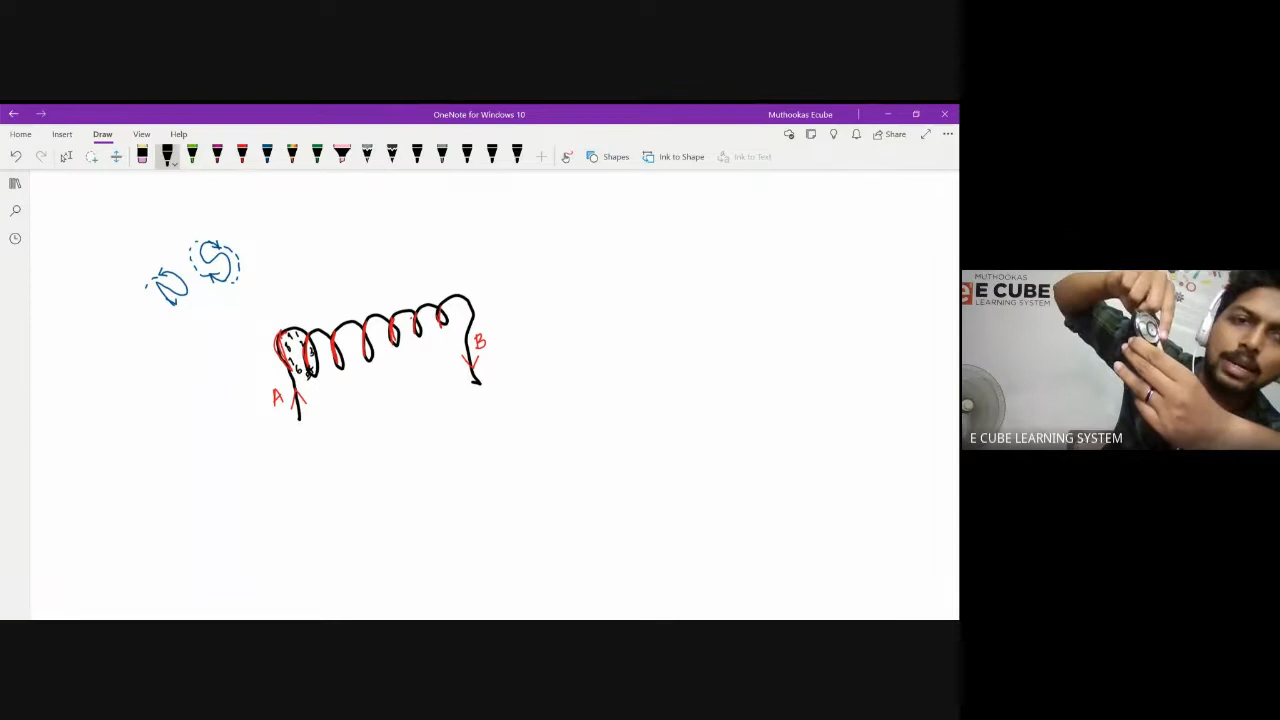 OneNote for Windows 10
Muthookas Ecube
Home Insert Draw View Help
Share
Shapes
Ink to Shape
Ink to Text
N S
A
B
6
MUTHOOKAS
E CUBE
LEARNING SYSTEM
E CUBE LEARNING SYSTEM